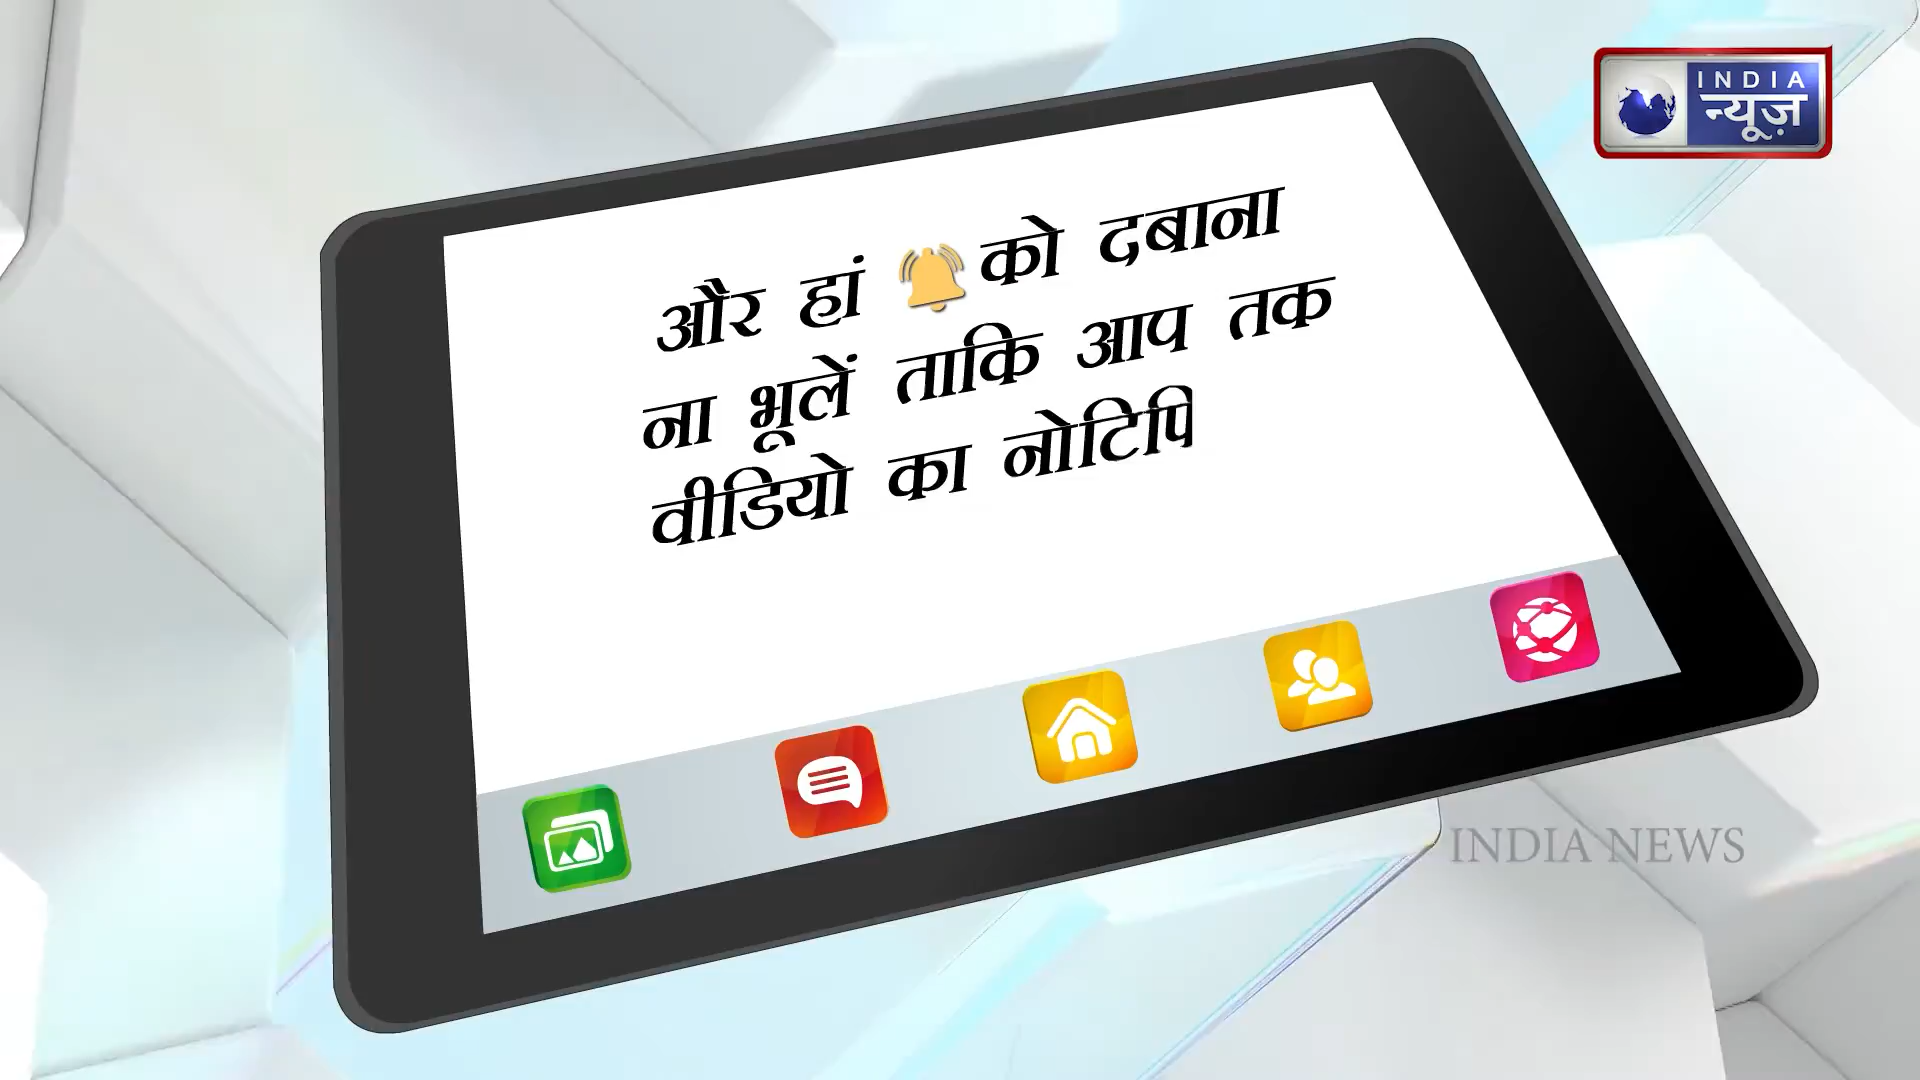 INDIA
न्यूज़
और हां को दबाना
ना भूलें ताकि आप तक
वीडियो का
INDIA NEWS